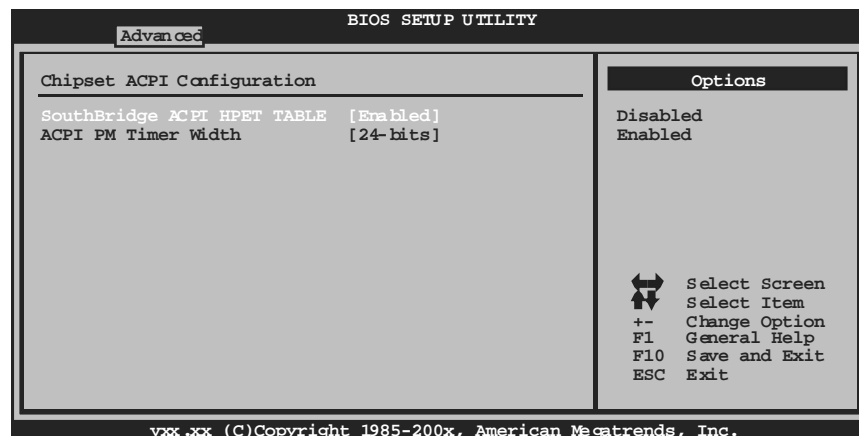 BIOS SETUP UTILITY
Advanced
Chipset ACPI Configuration
SouthBridge ACPI HPET TABLE [Enabled]
ACPI PM Timer Width [24-bits]
Options
Disabled
Enabled
Select Screen
Select Item
+- Change Option
F1 General Help
F10 Save and Exit
ESC Exit
vxx.xx (C)Copyright 1985-200x, American Megatrends, Inc.